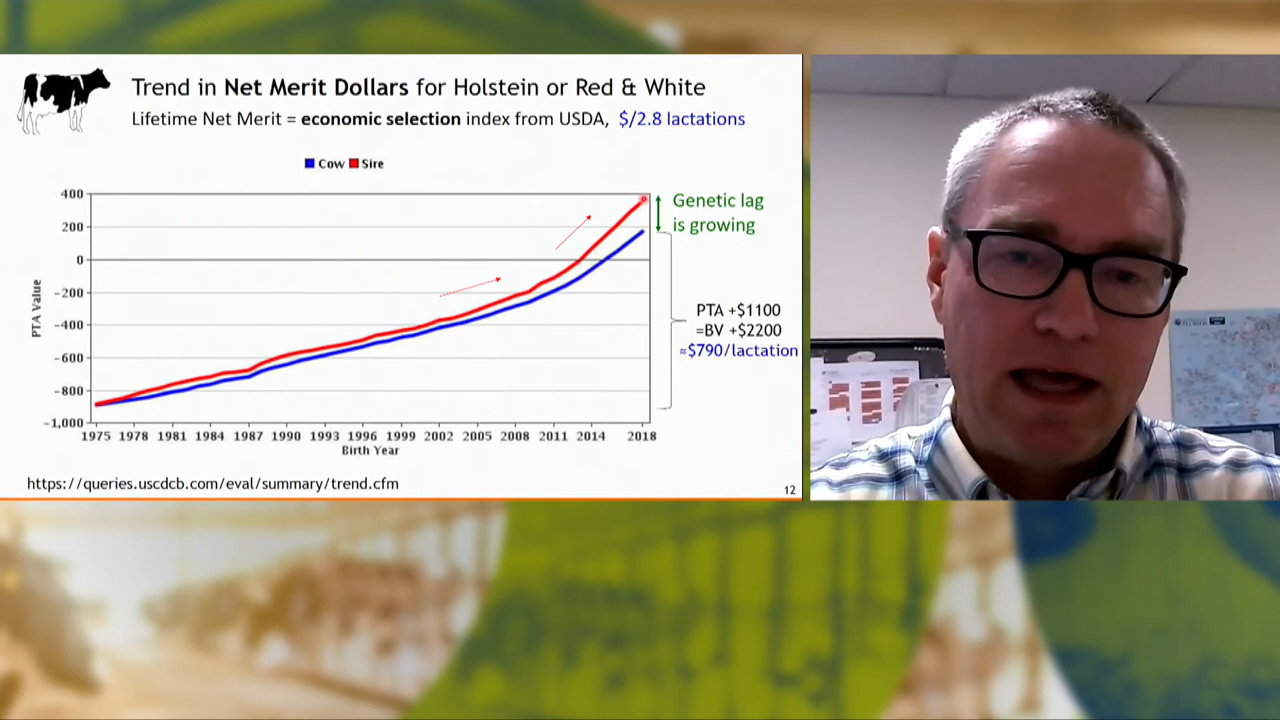 Trend in Net Merit Dollars for Holstein or Red & White
Lifetime Net Merit = economic selection index from USDA, $/2.8 lactations
Cow Sire
400
200
0
-200
-400
-600
-800
-1,000
PTA Value
1975 1978 1981 1984 1987 1990 1993 1996 1999 2002 2005 2008 2011 2014 2018
Birth Year
Genetic lag
is growing
PTA +$1100
=BV +$2200
≈$790/lactation
https://queries.uscdcb.com/eval/summary/trend.cfm
12